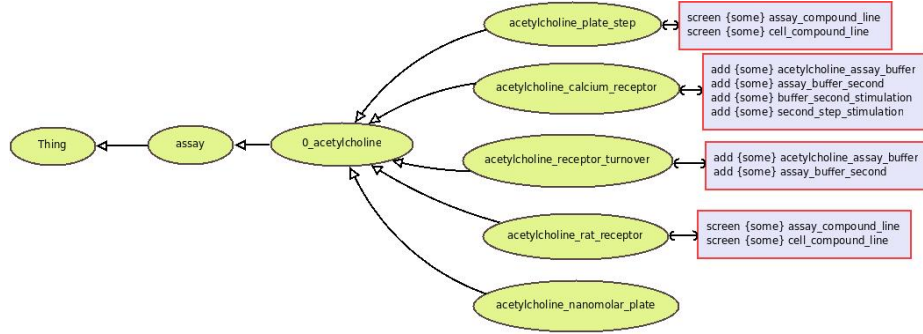 acetylcholine_plate_step
screen {some} assay_compound_line
screen {some} cell_compound_line
acetylcholine_calcium_receptor
add {some} acetylcholine_assay_buffer
add {some} assay_buffer_second
add {some} buffer_second_stimulation
add {some} second_step_stimulation
Thing
assay
0_acetylcholine
acetylcholine_receptor_turnover
add {some} acetylcholine_assay_buffer
add {some} assay_buffer_second
acetylcholine_rat_receptor
screen {some} assay_compound_line
screen {some} cell_compound_line
acetylcholine_nanomolar_plate